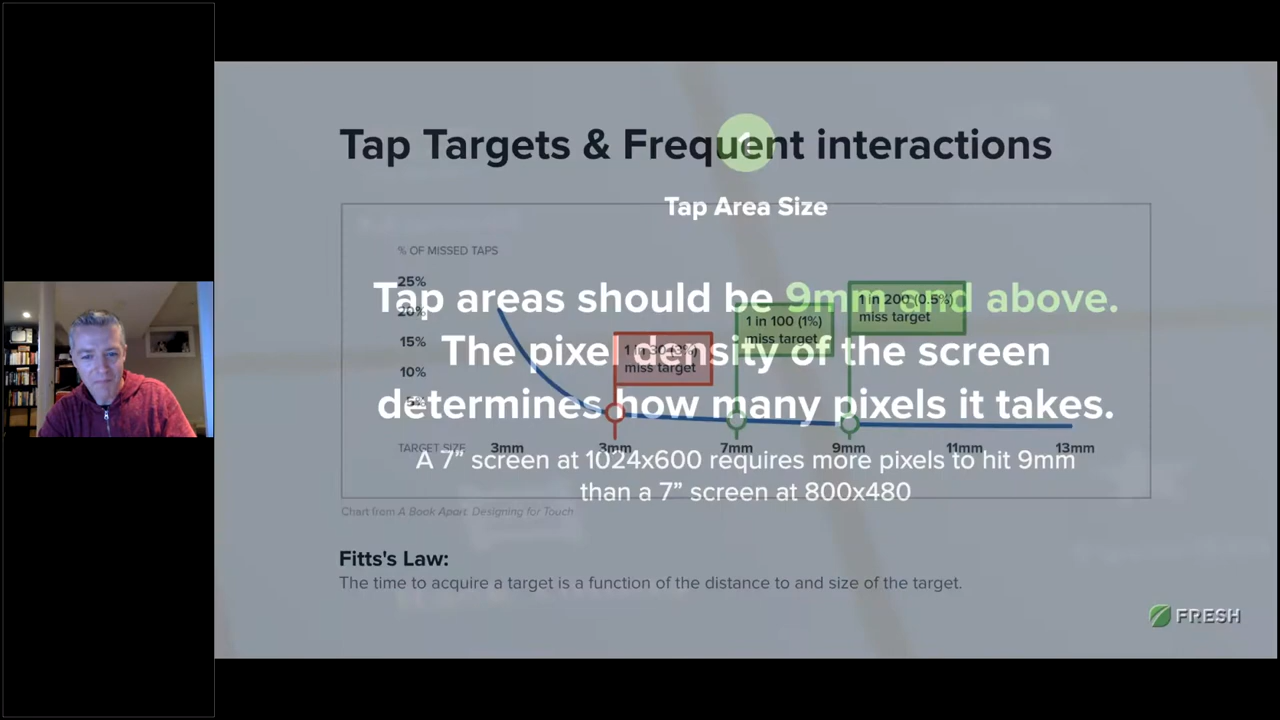 Tap Targets & Frequent interactions
Tap Area Size
% OF MISSED TAPS
25%
20%
15%
10%
5%
1 in 200 (0.5%)
miss target
1 in 100 (1%)
miss target
1 in 30 (3%)
miss target
Tap areas should be 9mm and above.
The pixel density of the screen
determines how many pixels it takes.
TARGET SIZE 3mm 3mm 7mm 9mm 11mm 13mm
A 7” screen at 1024x600 requires more pixels to hit 9mm
than a 7” screen at 800x480
Chart from A Book Apart: Designing for Touch
Fitts's Law:
The time to acquire a target is a function of the distance to and size of the target.
FRESH